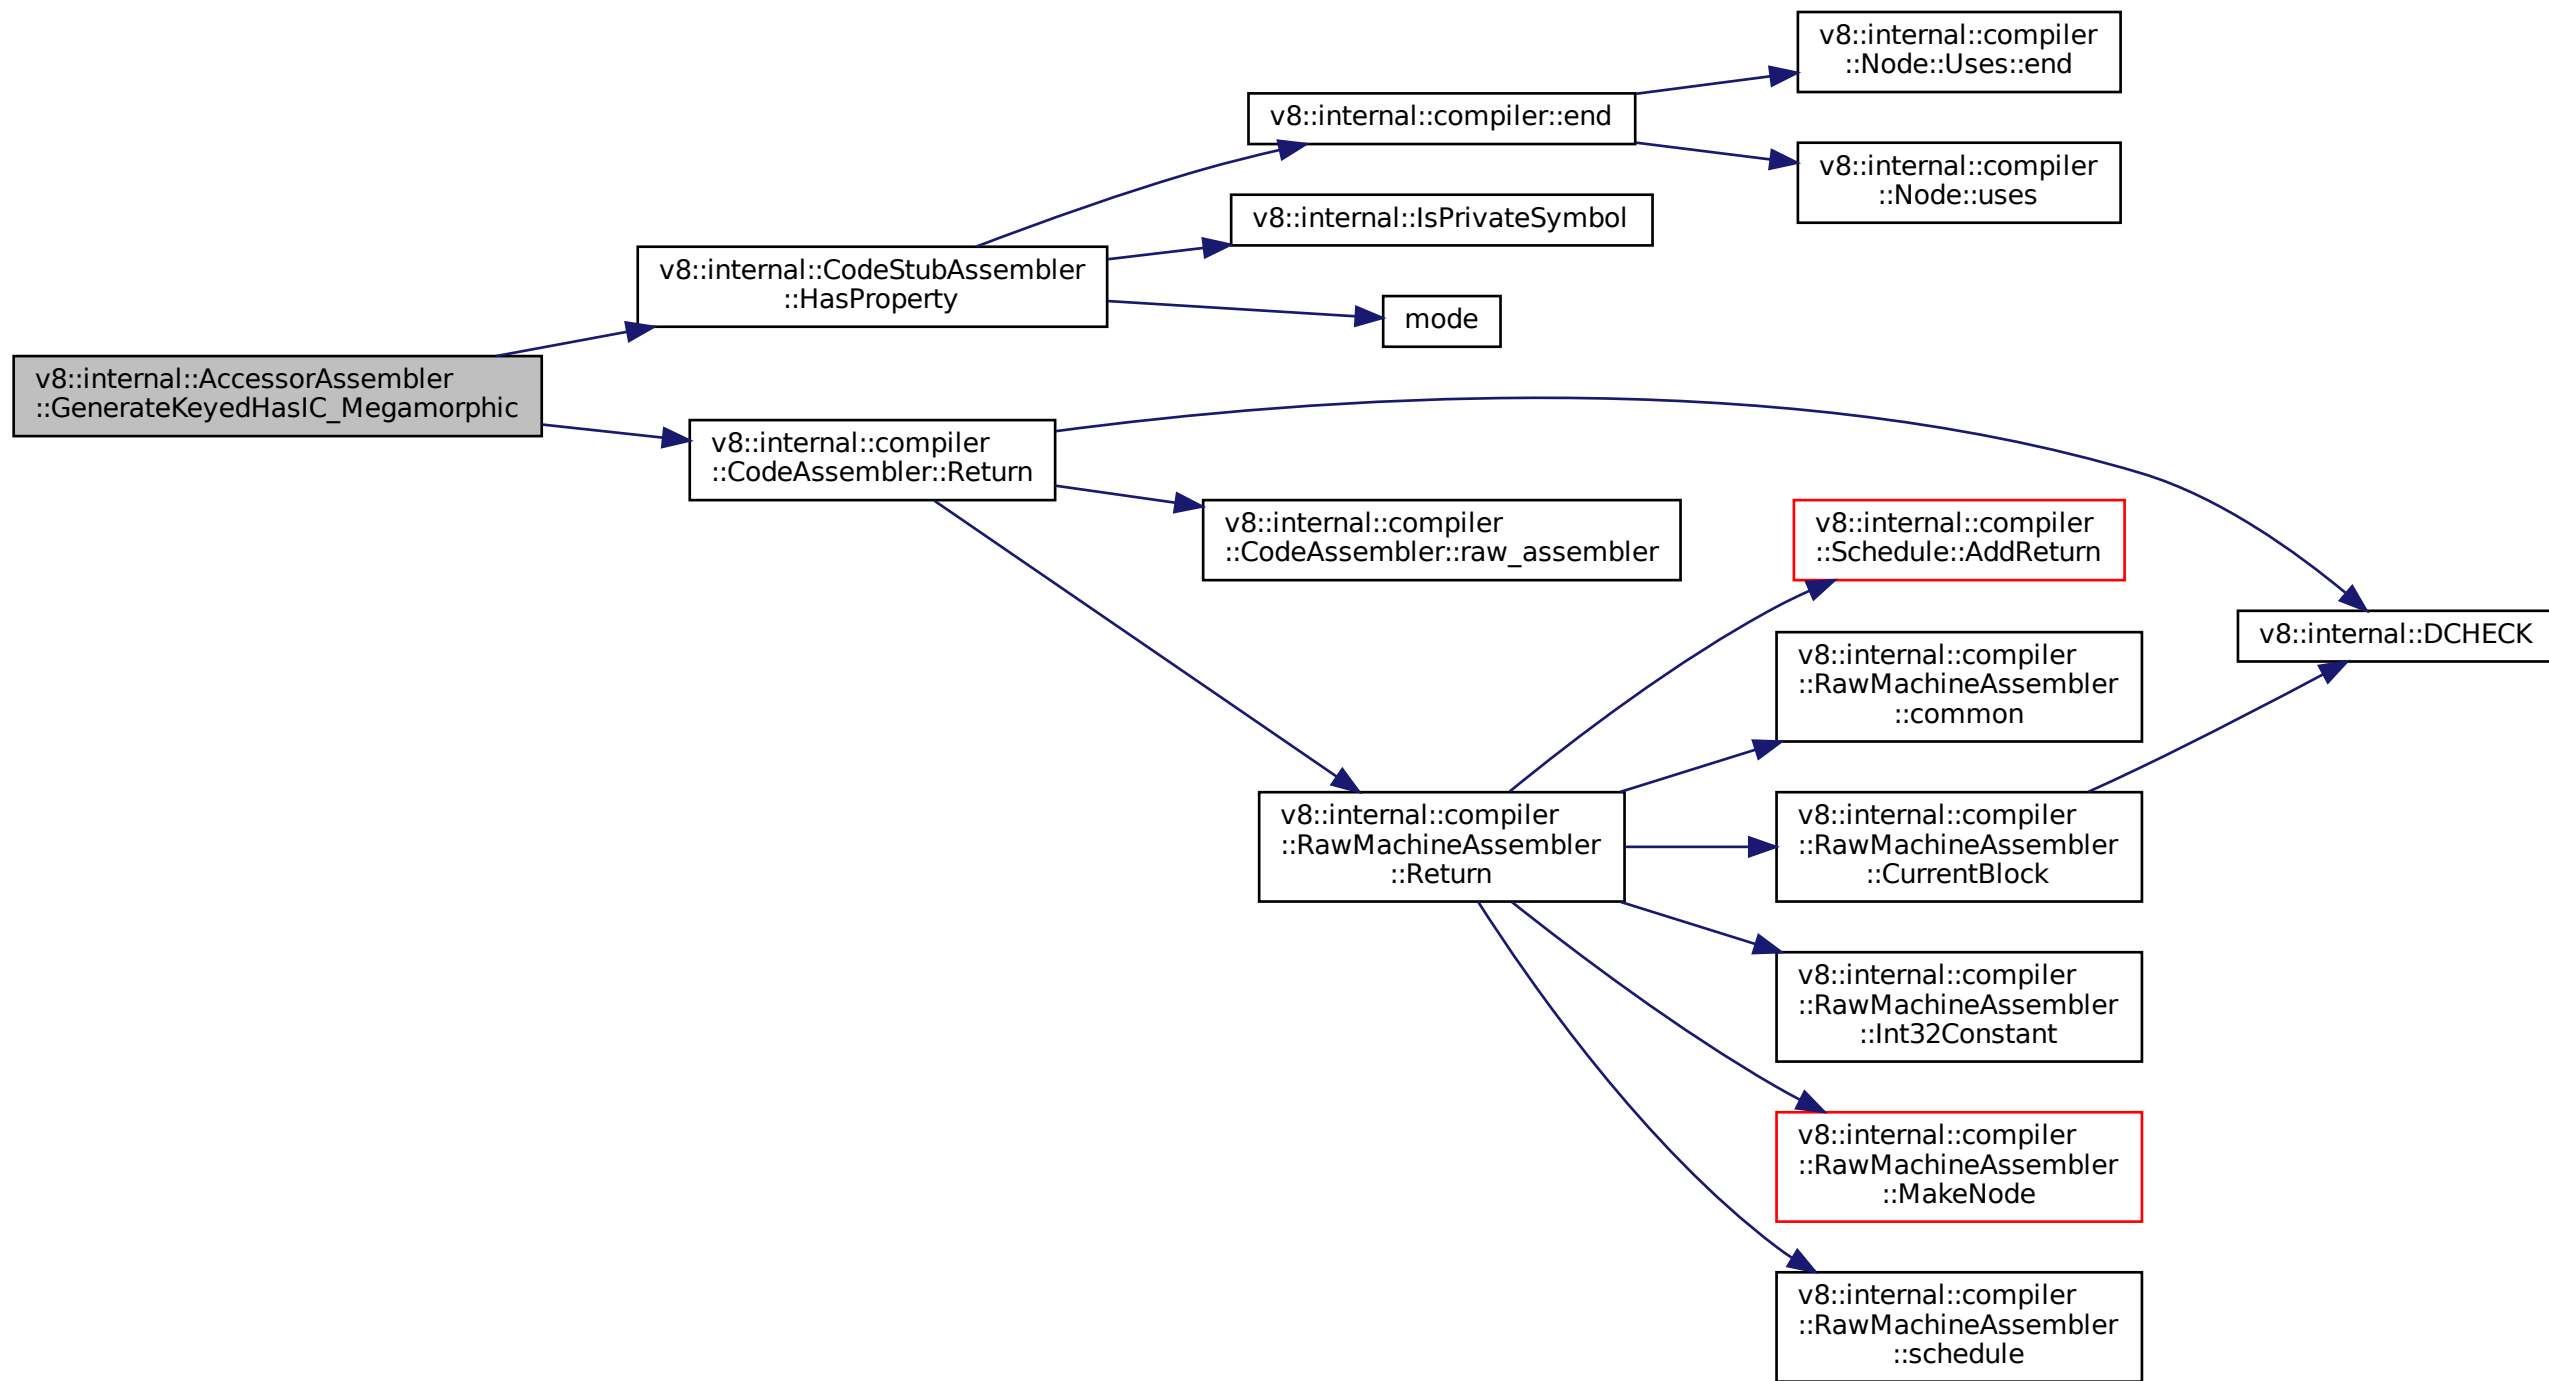 v8::internal::AccessorAssembler
::GenerateKeyedHasIC_Megamorphic
v8::internal::CodeStubAssembler
::HasProperty
v8::internal::compiler::end
v8::internal::compiler
::Node::Uses::end
v8::internal::compiler
::Node::uses
v8::internal::IsPrivateSymbol
mode
v8::internal::compiler
::CodeAssembler::Return
v8::internal::DCHECK
v8::internal::compiler
::CodeAssembler::raw_assembler
v8::internal::compiler
::RawMachineAssembler
::Return
v8::internal::compiler
::Schedule::AddReturn
v8::internal::compiler
::RawMachineAssembler
::common
v8::internal::compiler
::RawMachineAssembler
::CurrentBlock
v8::internal::compiler
::RawMachineAssembler
::Int32Constant
v8::internal::compiler
::RawMachineAssembler
::MakeNode
v8::internal::compiler
::RawMachineAssembler
::schedule